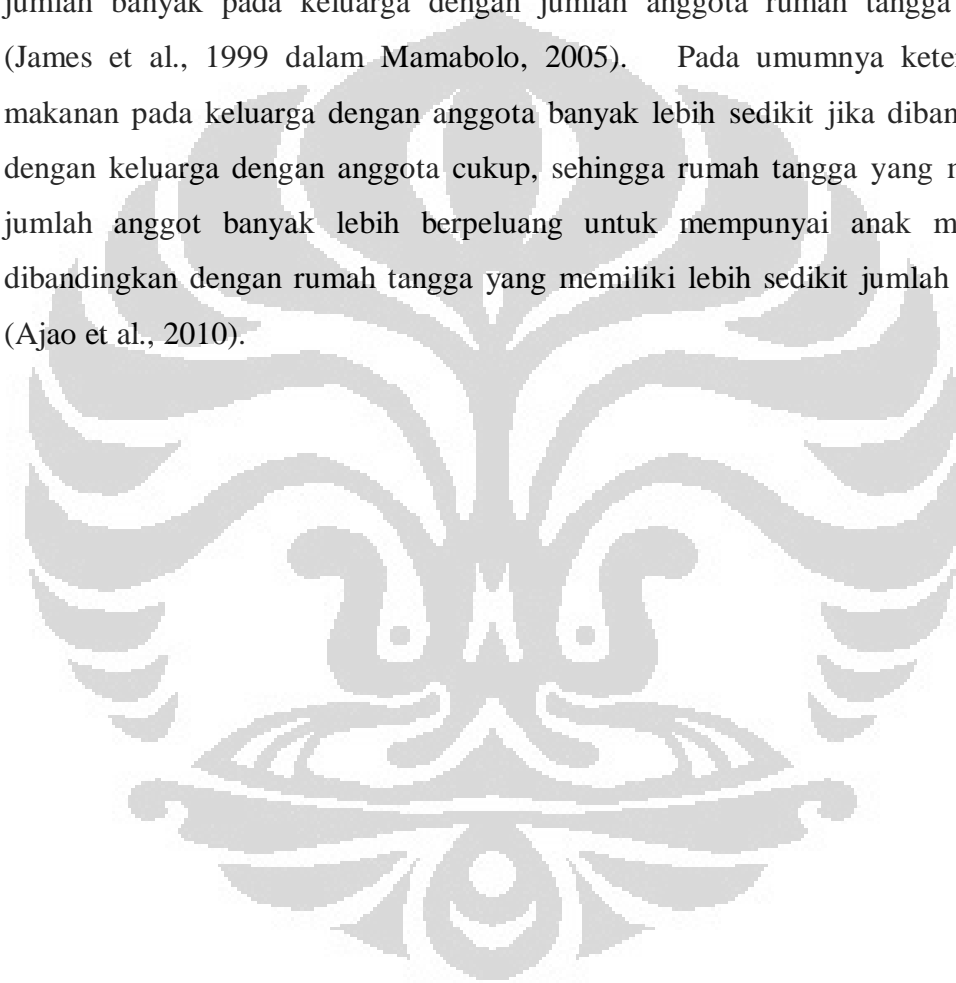 jumlah banyak pada keluarga dengan jumlah anggota rumah tangga
(James et al., 1999 dalam Mamabolo, 2005). Pada umumnya
makanan pada keluarga dengan anggota banyak lebih sedikit jika
dengan keluarga dengan anggota cukup, sehingga rumah tangga yang
jumlah anggot banyak lebih berpeluang untuk mempunyai anak
dibandingkan dengan rumah tangga yang memiliki lebih sedikit jumlah
(Ajao et al., 2010).